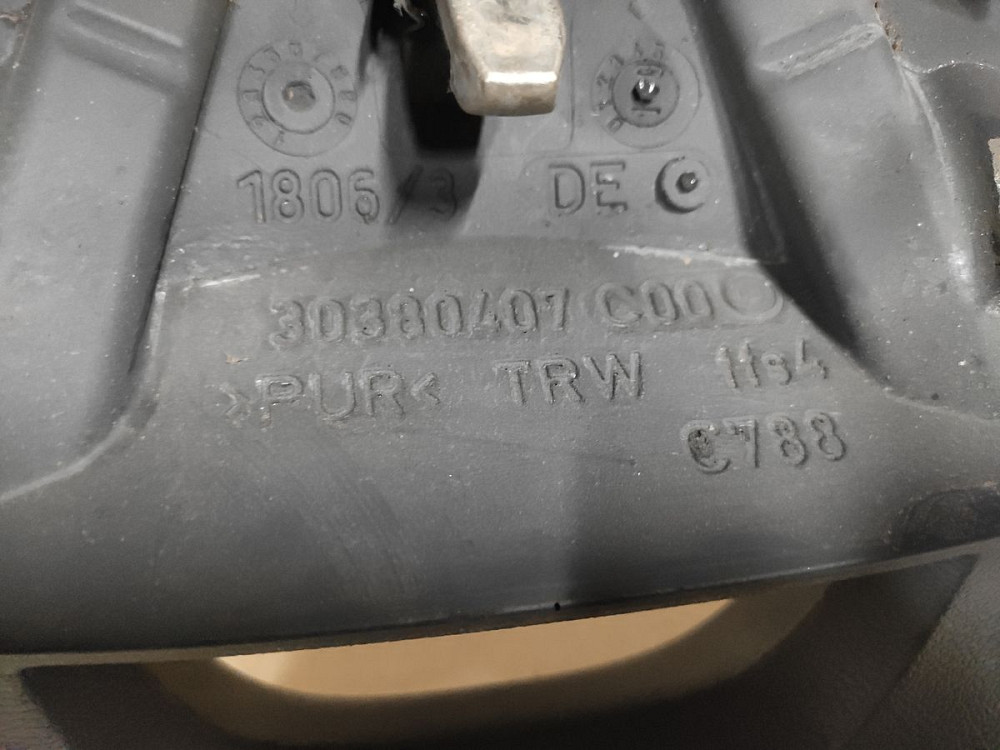 1806/3 DE
30380407 C00
>PUR< TRW
C788